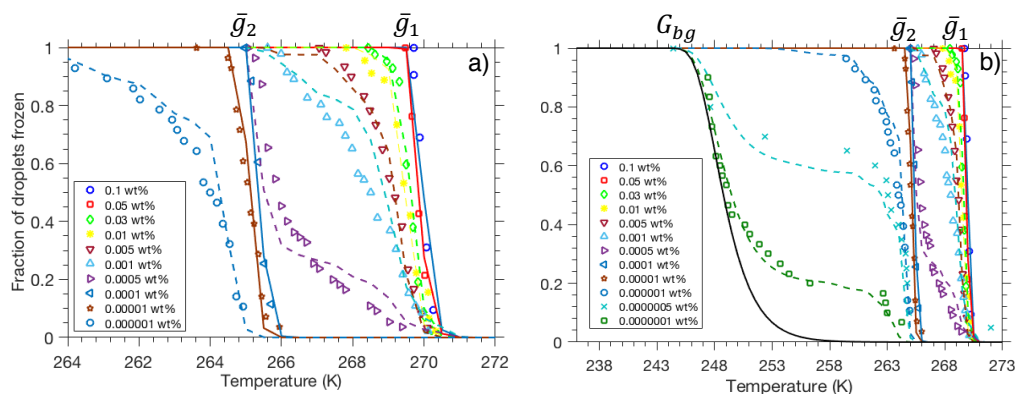 ḡ₂
ḡ₁
a)
Fraction of droplets frozen
1
0.8
0.6
0.4
0.2
0
0.1 wt%
0.05 wt%
0.03 wt%
0.01 wt%
0.005 wt%
0.001 wt%
0.0005 wt%
0.0001 wt%
0.00001 wt%
0.000001 wt%
264 262 264 266 268 270 272
Temperature (K)
G_bg
ḡ₂
ḡ₁
b)
1
0.8
0.6
0.4
0.2
0
0.1 wt%
0.05 wt%
0.03 wt%
0.01 wt%
0.005 wt%
0.001 wt%
0.0005 wt%
0.0001 wt%
0.00001 wt%
0.000001 wt%
0.0000005 wt%
0.0000001 wt%
238 243 248 253 258 263 268 273
Temperature (K)